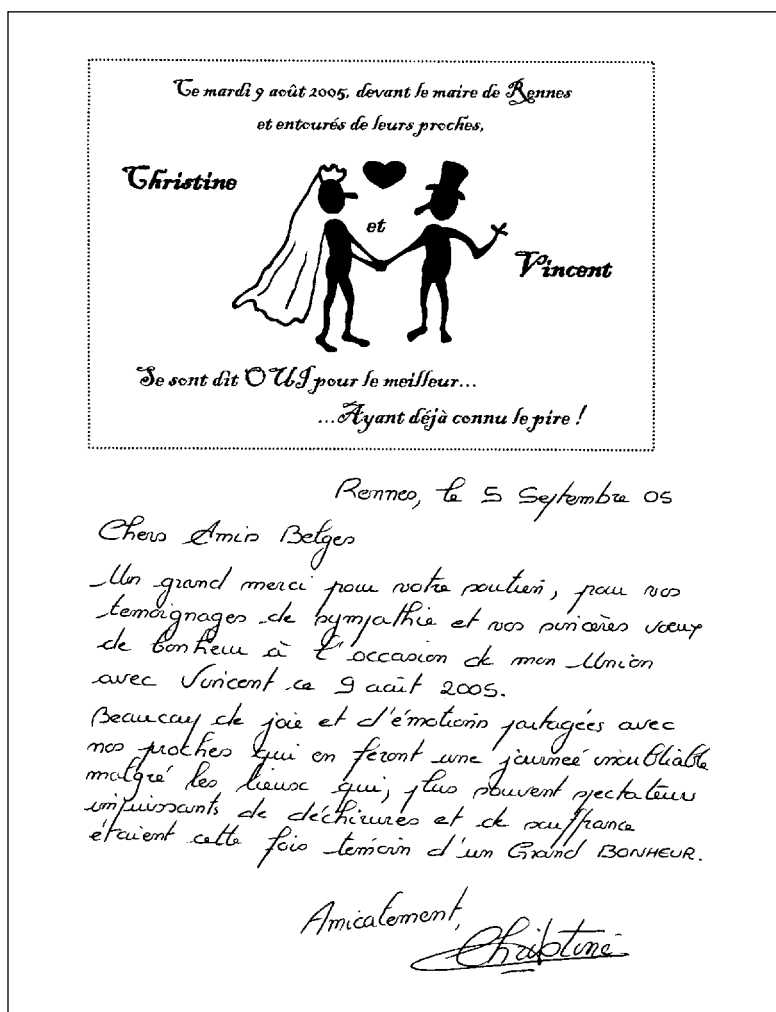 Ce mardi 9 août 2005, devant le maire de Rennes
et entourés de leurs proches,
Christine
et
Vincent
Se sont dit OUI pour le meilleur...
...Ayant déjà connu le pire !
Rennes, le 5 Septembre 05
Chers Amis Belges
Un grand merci pour votre soutien, pour vos
temoignages de sympathie et vos sincères vœux
de bonheur à l'occasion de mon Union
avec Vincent ce 9 août 2005.
Beaucoup de joie et d'émotions partagées avec
nos proches qui en feront une journeé inoubliable
malgré les lieux qui, plus souvent spectateurs
impuissants de déchirures et de souffrance
étaient cette fois temoin d'un Grand BONHEUR.
Amicalement,
Christine